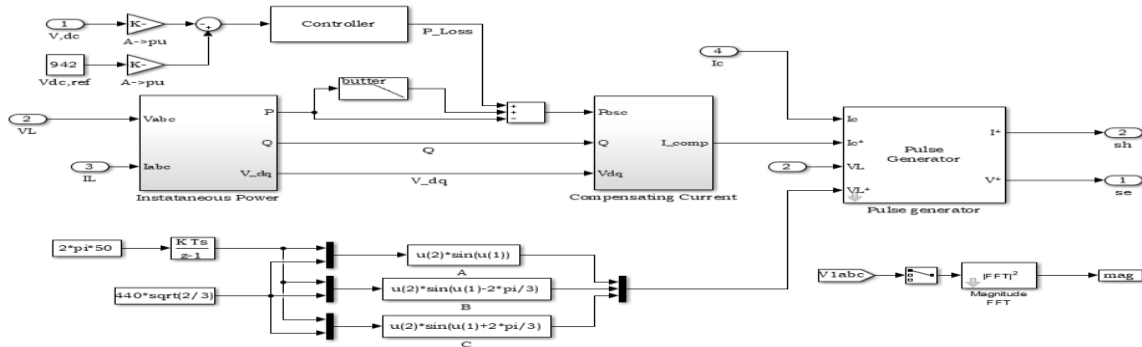 1
V,dc
K-
A->pu
-
+
Controller
P_Loss
942
Vdc,ref
K-
A->pu
butter
4
Ic
2
VL
Vabc
P
+
+
-
Posc
Q
Q
Q
I_comp
3
IL
Iabc
V_dq
V_dq
Vdq
Instataneous Power
Compensating Current
Ic
Ic*
2
VL
VL*
Pulse
Generator
I*
V*
Pulse generator
2
sh
1
se
2*pi*50
K Ts
z-1
u(2)*sin(u(1))
A
440*sqrt(2/3)
u(2)*sin(u(1)-2*pi/3)
B
u(2)*sin(u(1)+2*pi/3)
C
V1abc
|FFT|²
Magnitude
FFT
mag